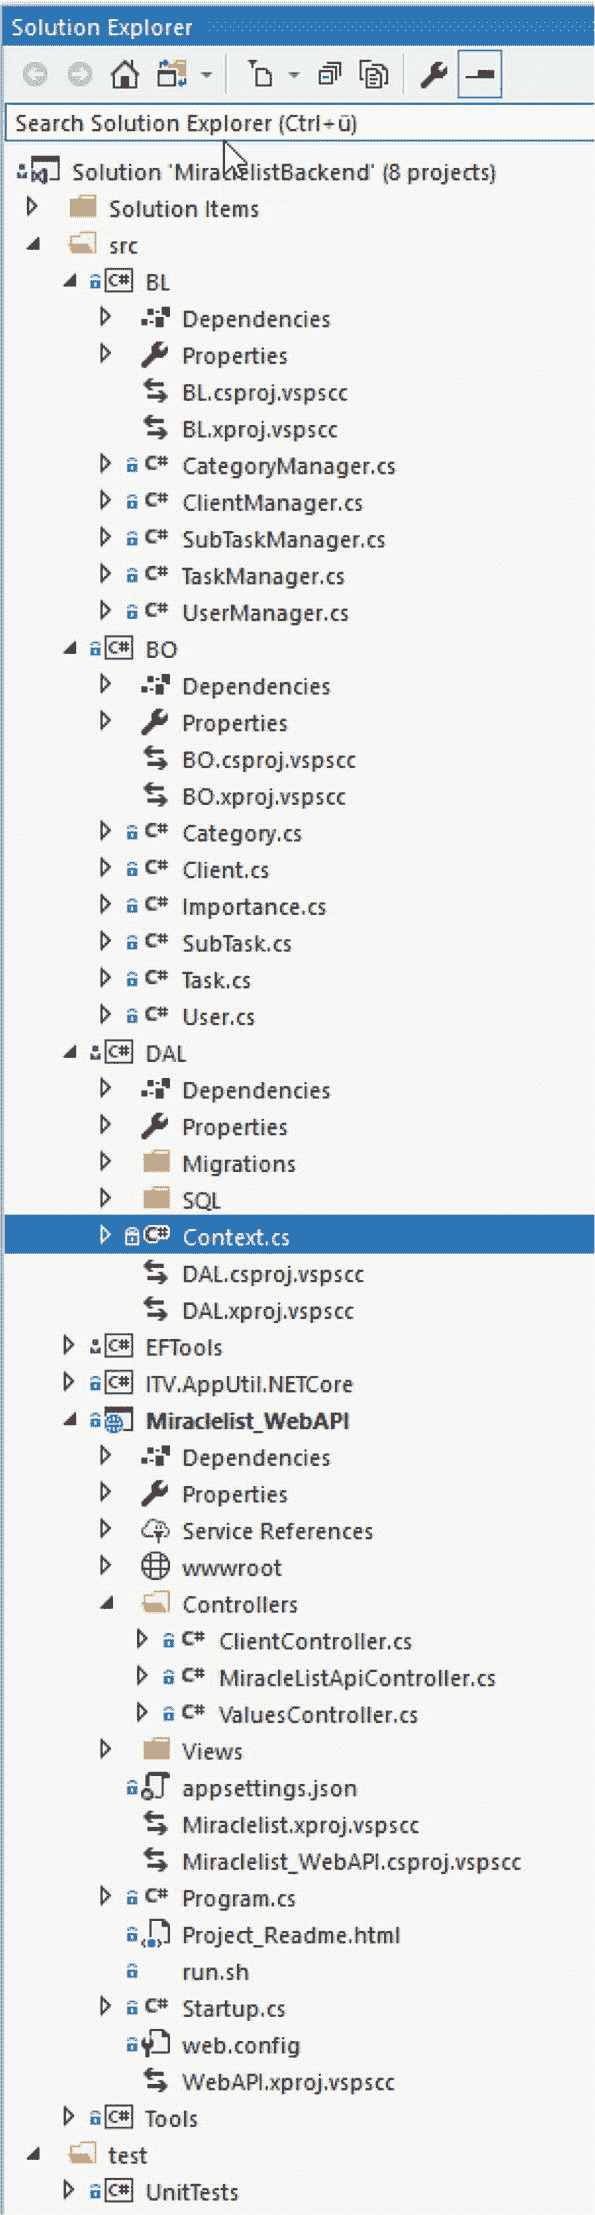 Solution Explorer
Search Solution Explorer (Ctrl+ü)
Solution 'MiraclelistBackend' (8 projects)
Solution Items
src
C# BL
Dependencies
Properties
BL.csproj.vspscc
BL.xproj.vspscc
C# CategoryManager.cs
C# ClientManager.cs
C# SubTaskManager.cs
C# TaskManager.cs
C# UserManager.cs
C# BO
Dependencies
Properties
BO.csproj.vspscc
BO.xproj.vspscc
C# Category.cs
C# Client.cs
C# Importance.cs
C# SubTask.cs
C# Task.cs
C# User.cs
C# DAL
Dependencies
Properties
Migrations
SQL
C# Context.cs
DAL.csproj.vspscc
DAL.xproj.vspscc
C# EFTools
C# ITV.AppUtil.NETCore
Miraclelist_WebAPI
Dependencies
Properties
Service References
wwwroot
Controllers
C# ClientController.cs
C# MiracleListApiController.cs
C# ValuesController.cs
Views
appsettings.json
Miraclelist.xproj.vspscc
Miraclelist_WebAPI.csproj.vspscc
C# Program.cs
Project_Readme.html
run.sh
C# Startup.cs
web.config
WebAPI.xproj.vspscc
C# Tools
test
C# UnitTests